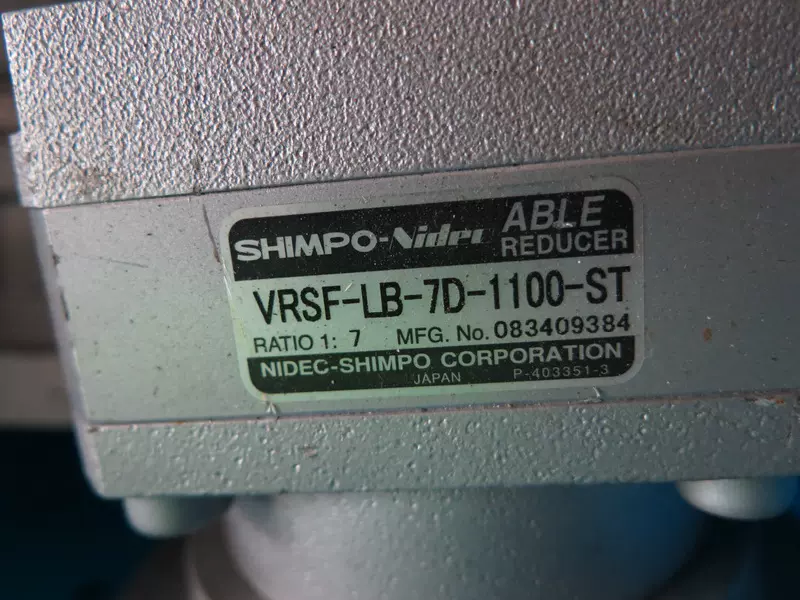 SHIMPO-Nidec ABLE REDUCER
VRSF-LB-7D-1100-ST
RATIO 1: 7 MFG. No. 083409384
NIDEC-SHIMPO CORPORATION
JAPAN P-403351-3